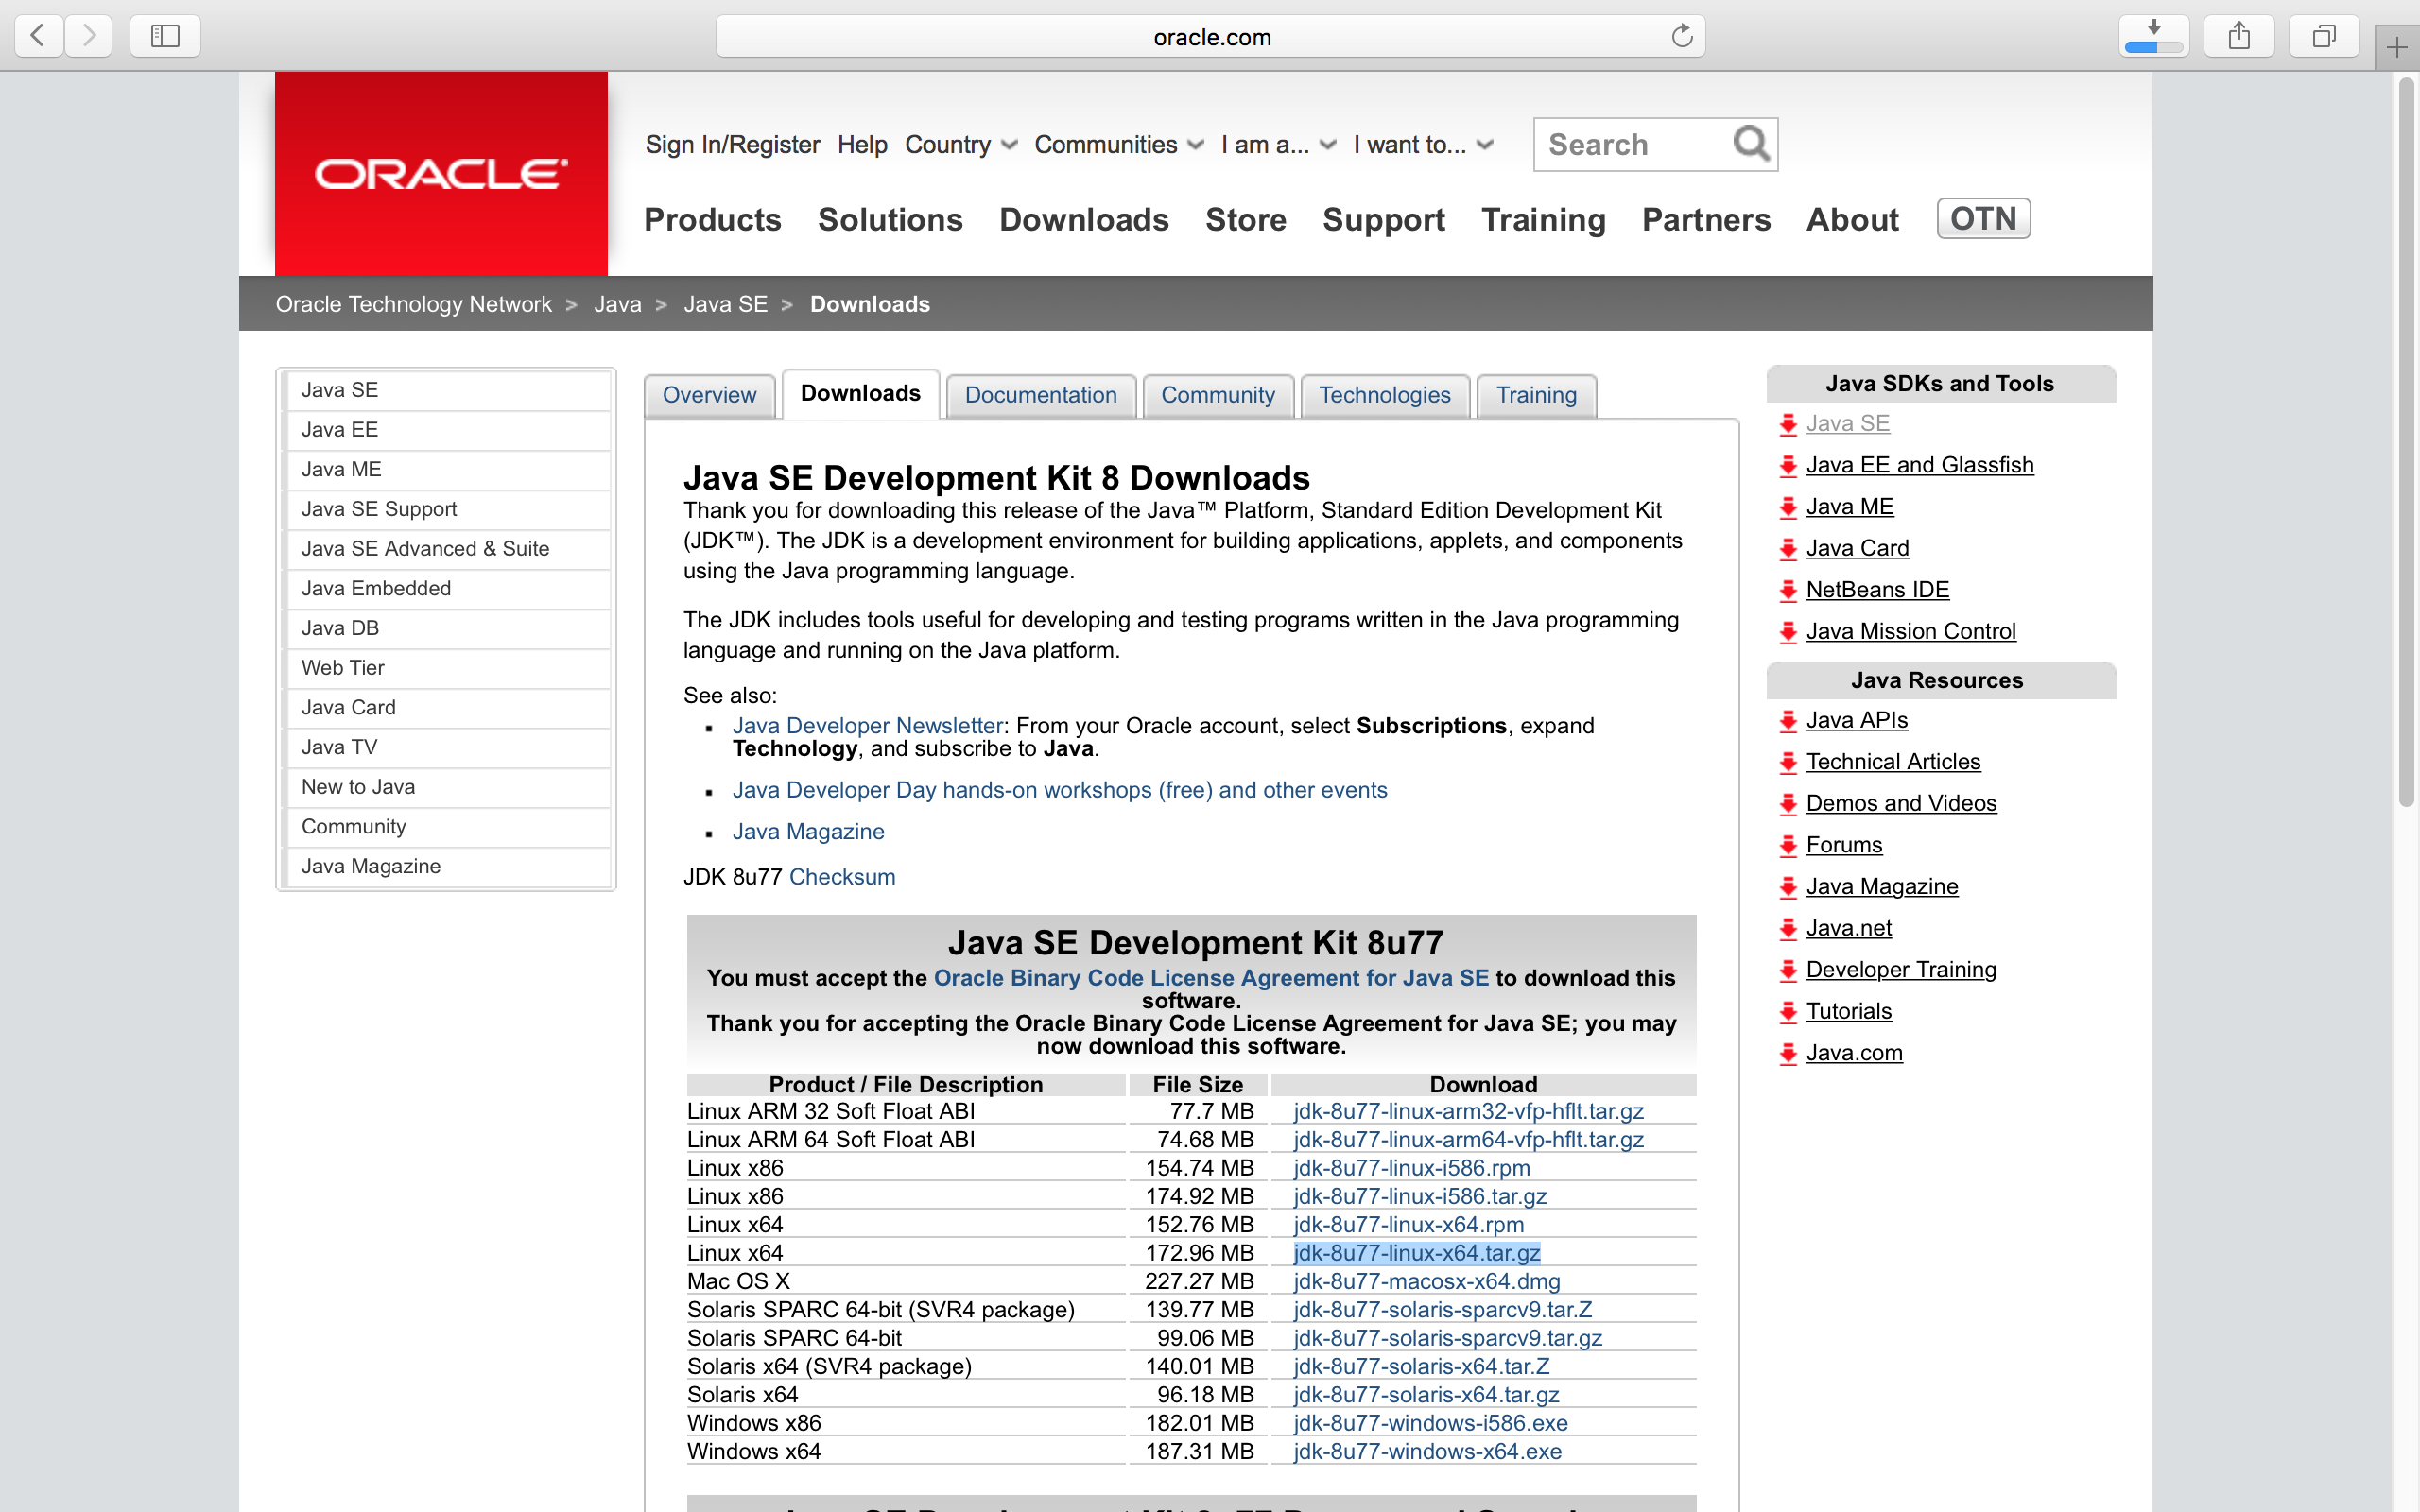 oracle.com
ORACLE
Sign In/Register Help Country Communities I am a... I want to... Search
Products Solutions Downloads Store Support Training Partners About OTN
Oracle Technology Network > Java > Java SE > Downloads
Java SE
Java EE
Java ME
Java SE Support
Java SE Advanced & Suite
Java Embedded
Java DB
Web Tier
Java Card
Java TV
New to Java
Community
Java Magazine
Overview Downloads Documentation Community Technologies Training
Java SE Development Kit 8 Downloads
Thank you for downloading this release of the Java™ Platform, Standard Edition Development Kit
(JDK™). The JDK is a development environment for building applications, applets, and components
using the Java programming language.
The JDK includes tools useful for developing and testing programs written in the Java programming
language and running on the Java platform.
See also:
Java Developer Newsletter: From your Oracle account, select Subscriptions, expand
Technology, and subscribe to Java.
Java Developer Day hands-on workshops (free) and other events
Java Magazine
JDK 8u77 Checksum
Java SE Development Kit 8u77
You must accept the Oracle Binary Code License Agreement for Java SE to download this
software.
Thank you for accepting the Oracle Binary Code License Agreement for Java SE; you may
now download this software.
Product / File Description File Size Download
Linux ARM 32 Soft Float ABI 77.7 MB jdk-8u77-linux-arm32-vfp-hflt.tar.gz
Linux ARM 64 Soft Float ABI 74.68 MB jdk-8u77-linux-arm64-vfp-hflt.tar.gz
Linux x86 154.74 MB jdk-8u77-linux-i586.rpm
Linux x86 174.92 MB jdk-8u77-linux-i586.tar.gz
Linux x64 152.76 MB jdk-8u77-linux-x64.rpm
Linux x64 172.96 MB jdk-8u77-linux-x64.tar.gz
Mac OS X 227.27 MB jdk-8u77-macosx-x64.dmg
Solaris SPARC 64-bit (SVR4 package) 139.77 MB jdk-8u77-solaris-sparcv9.tar.Z
Solaris SPARC 64-bit 99.06 MB jdk-8u77-solaris-sparcv9.tar.gz
Solaris x64 (SVR4 package) 140.01 MB jdk-8u77-solaris-x64.tar.Z
Solaris x64 96.18 MB jdk-8u77-solaris-x64.tar.gz
Windows x86 182.01 MB jdk-8u77-windows-i586.exe
Windows x64 187.31 MB jdk-8u77-windows-x64.exe
Java SDKs and Tools
Java SE
Java EE and Glassfish
Java ME
Java Card
NetBeans IDE
Java Mission Control
Java Resources
Java APIs
Technical Articles
Demos and Videos
Forums
Java Magazine
Java.net
Developer Training
Tutorials
Java.com